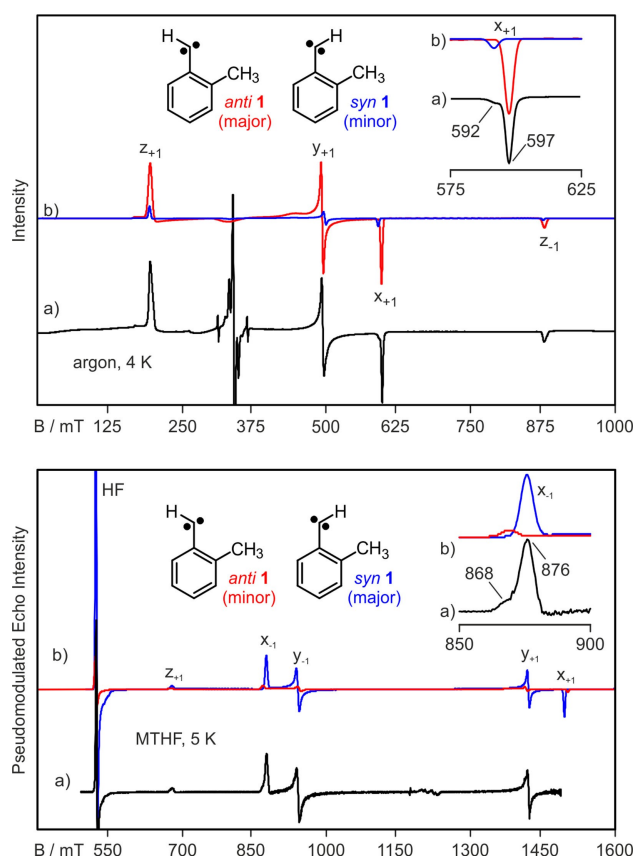 H
CH₃
anti 1
(major)
H
CH₃
syn 1
(minor)
x₊₁
b)
a)
592
597
575
625
z₊₁
y₊₁
b)
z₋₁
x₊₁
a)
argon, 4 K
Intensity
B / mT 125 250 375 500 625 750 875 1000
HF
H
CH₃
anti 1
(minor)
H
CH₃
syn 1
(major)
x₋₁
b)
868
876
a)
850
900
b)
z₊₁
x₋₁
y₋₁
y₊₁
x₊₁
MTHF, 5 K
a)
Pseudomodulated Echo Intensity
B / mT 550 700 850 1000 1150 1300 1450 1600